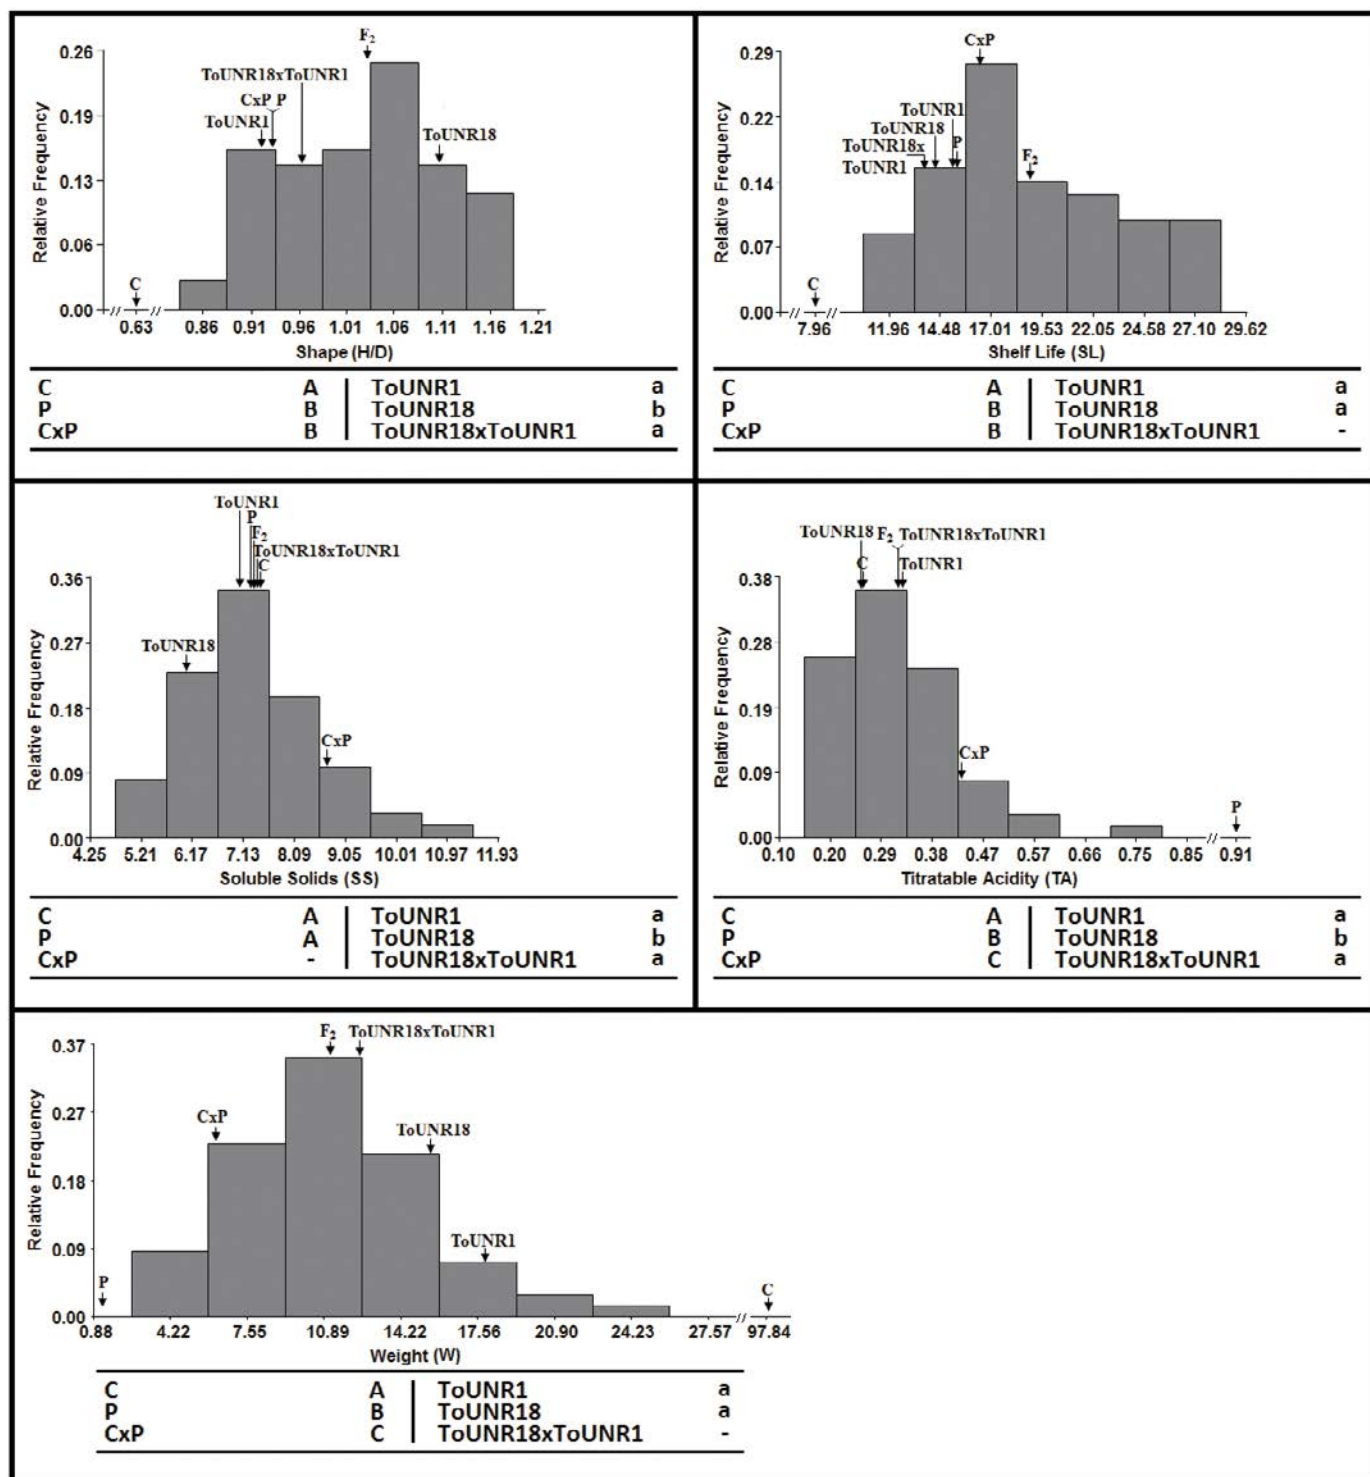 F₂
0.26
ToUNR18xToUNR1
CxP P
0.19
ToUNR1
ToUNR18
Relative Frequency
0.13
0.06
C
0.00
0.63 0.86 0.91 0.96 1.01 1.06 1.11 1.16 1.21
Shape (H/D)
C A ToUNR1 a
P B ToUNR18 b
CxP B ToUNR18xToUNR1 a
CxP
0.29
0.22
ToUNR1
ToUNR18
P
ToUNR18x
ToUNR1
F₂
Relative Frequency
0.14
0.07
C
0.00
7.96 11.96 14.48 17.01 19.53 22.05 24.58 27.10 29.62
Shelf Life (SL)
C A ToUNR1 a
P B ToUNR18 a
CxP B ToUNR18xToUNR1 -
ToUNR1
P
F₂
ToUNR18xToUNR1
C
0.36
0.27
ToUNR18
Relative Frequency
0.18
CxP
0.09
0.00
4.25 5.21 6.17 7.13 8.09 9.05 10.01 10.97 11.93
Soluble Solids (SS)
C A ToUNR1 a
P A ToUNR18 b
CxP - ToUNR18xToUNR1 a
ToUNR18 F₂ ToUNR18xToUNR1
C ToUNR1
0.38
0.28
Relative Frequency
0.19
CxP
0.09
P
0.00
0.10 0.20 0.29 0.38 0.47 0.57 0.66 0.75 0.85 0.91
Titratable Acidity (TA)
C A ToUNR1 a
P B ToUNR18 b
CxP C ToUNR18xToUNR1 a
F₂ ToUNR18xToUNR1
0.37
0.27
CxP
ToUNR18
Relative Frequency
0.18
ToUNR1
0.09
P
C
0.00
0.88 4.22 7.55 10.89 14.22 17.56 20.90 24.23 27.57 97.84
Weight (W)
C A ToUNR1 a
P B ToUNR18 a
CxP C ToUNR18xToUNR1 -